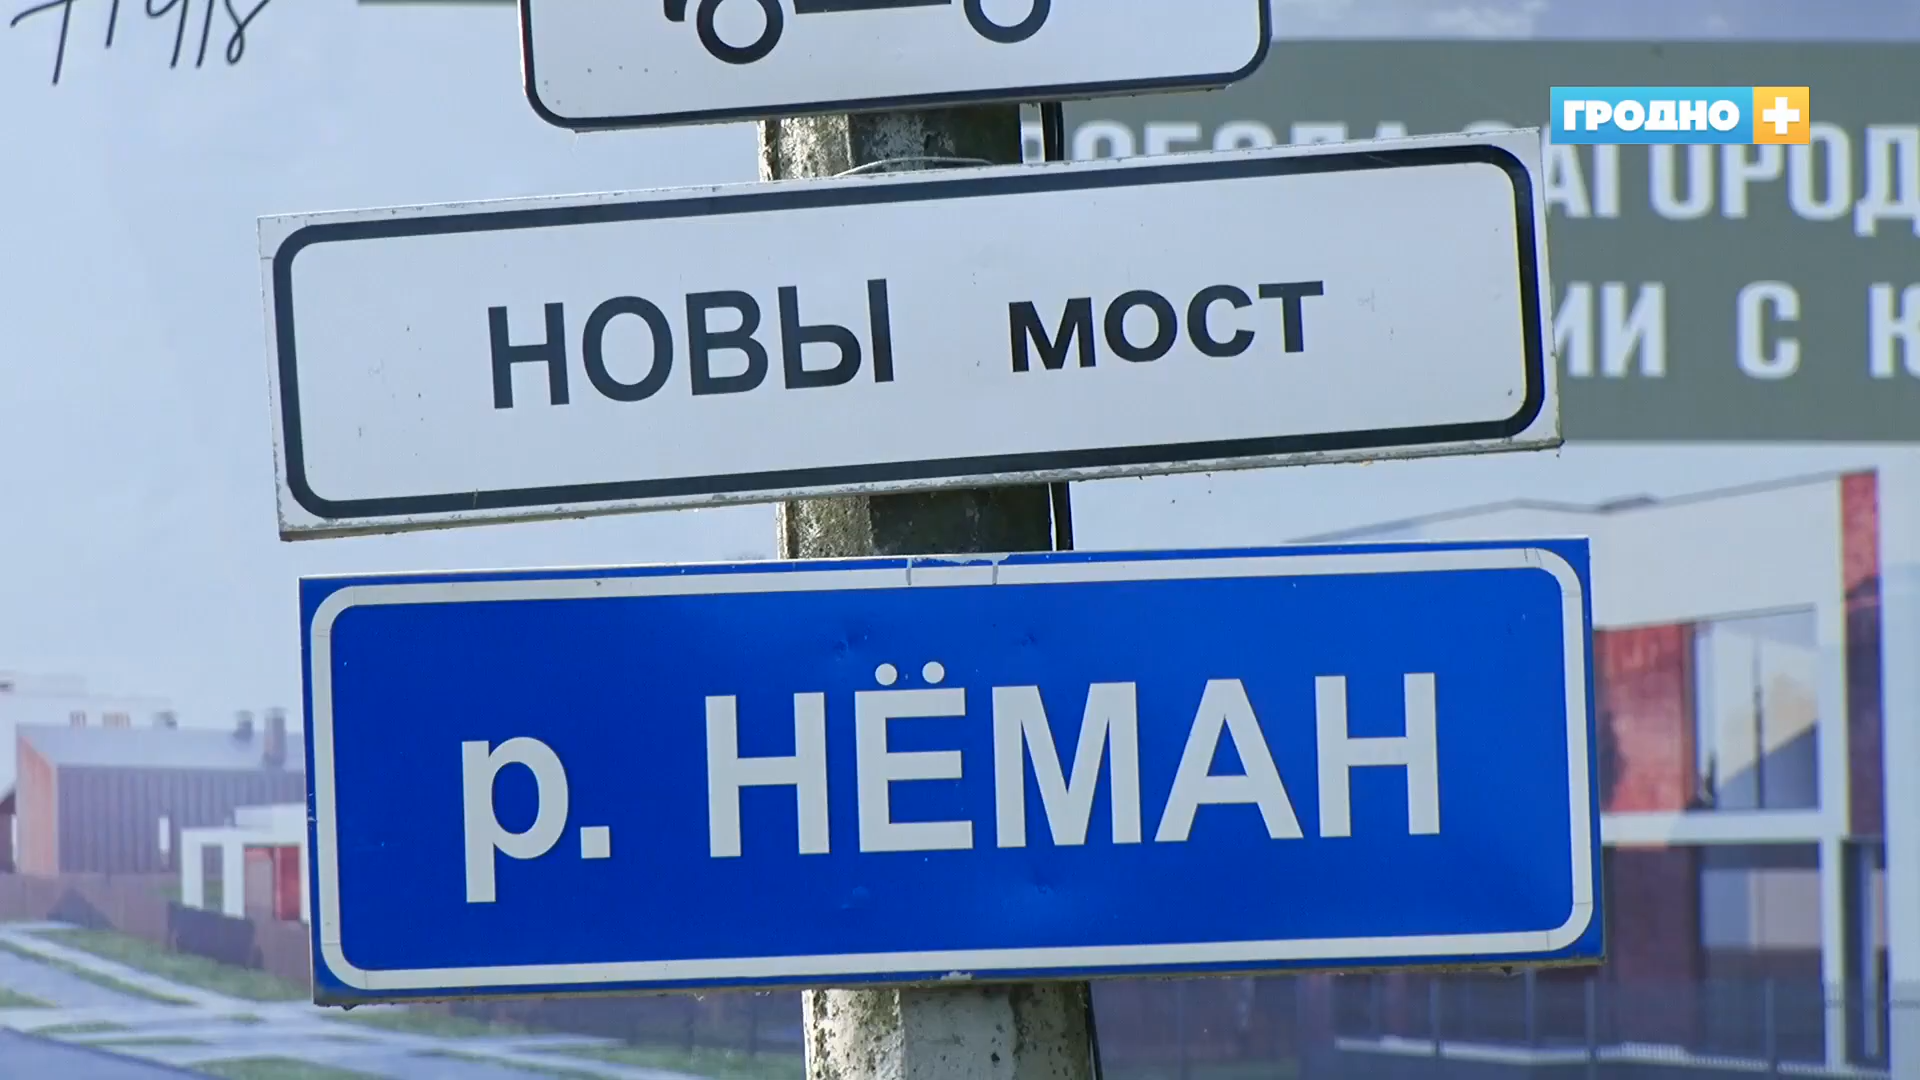 ГРОДНО +
НОВЫ мост
р. НЁМАН
С